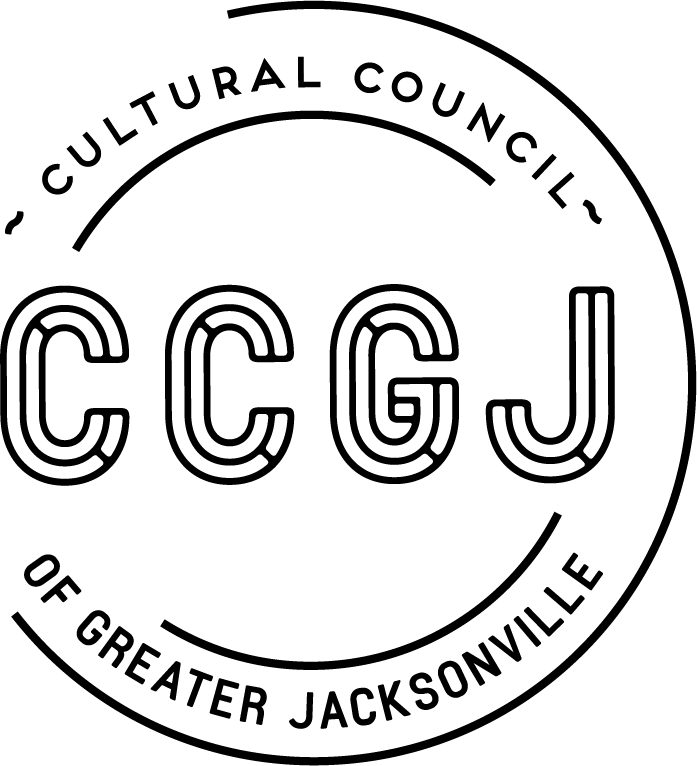 ~ CULTURAL COUNCIL ~
CCGJ
OF GREATER JACKSONVILLE